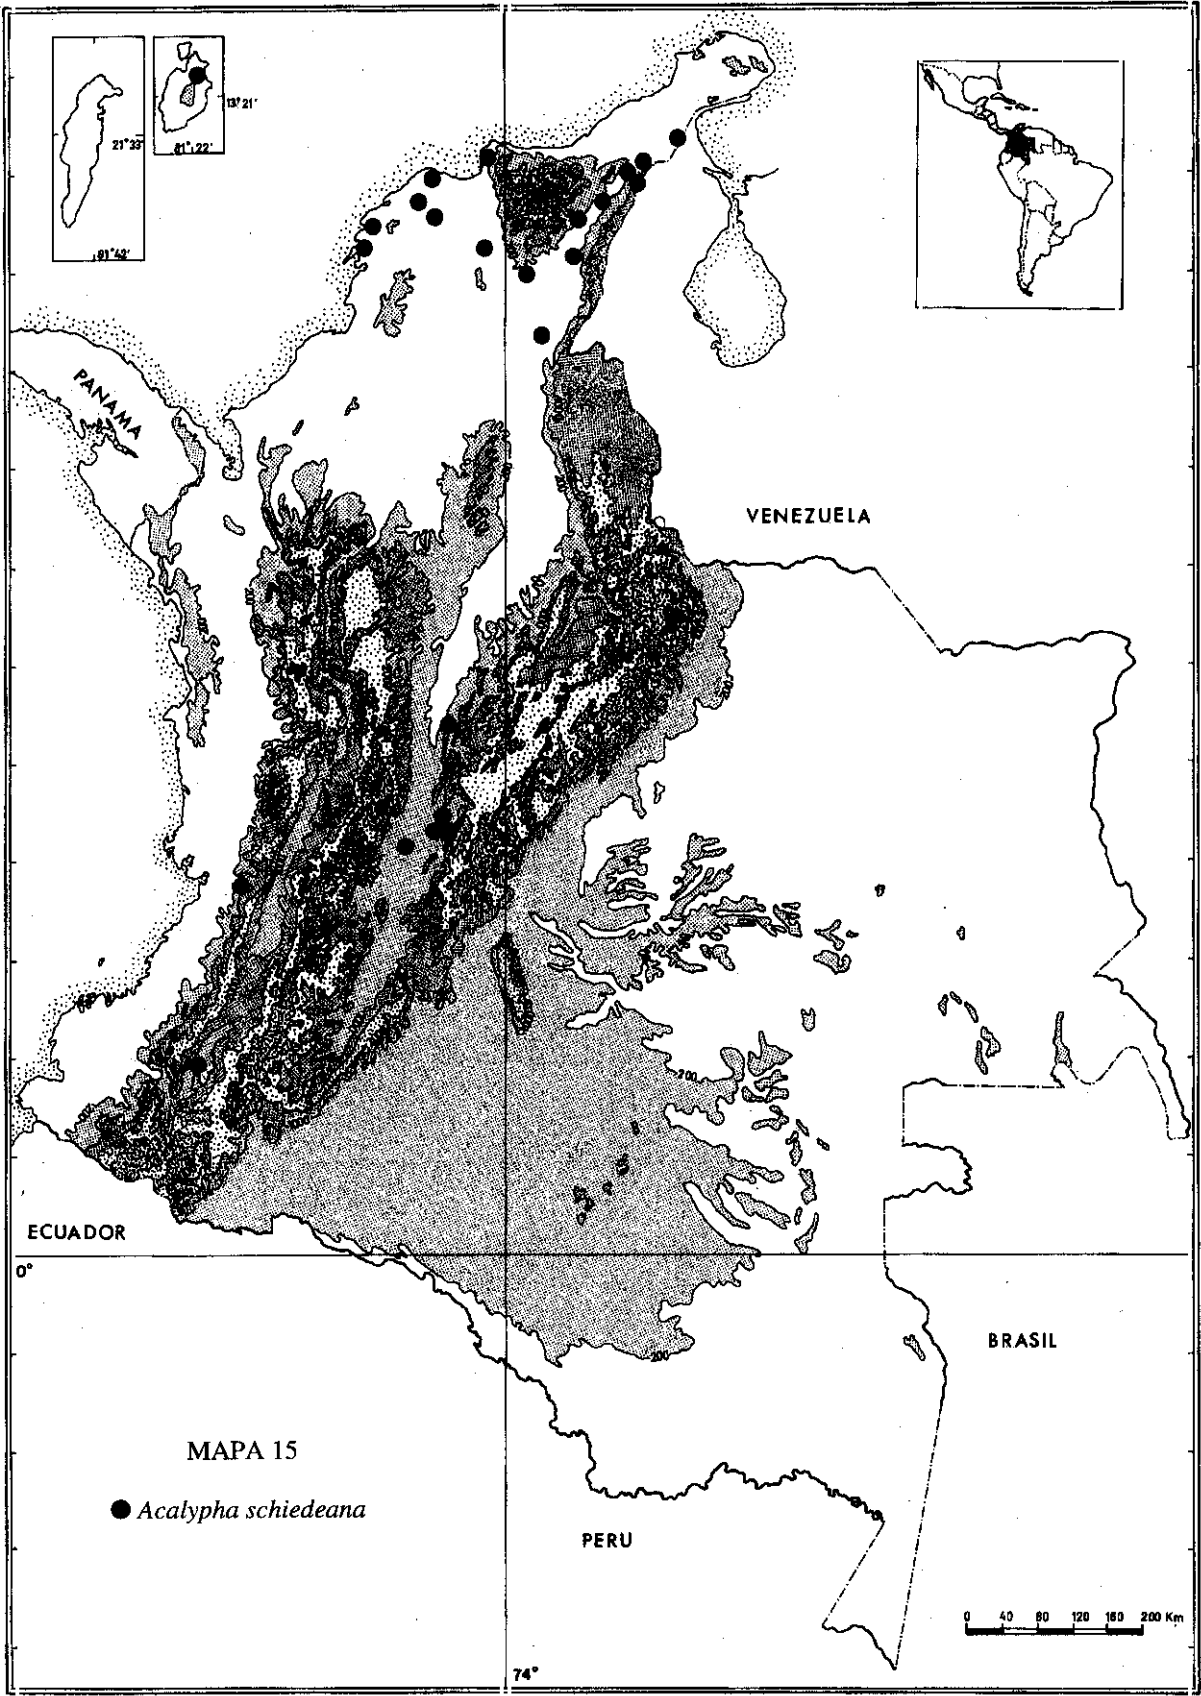 13°21'
21°33'
81°22'
81°42'
PANAMA
VENEZUELA
200
200
ECUADOR
0°
200
BRASIL
MAPA 15
Acalypha schiedeana
PERU
0 40 80 120 160 200 Km
74°